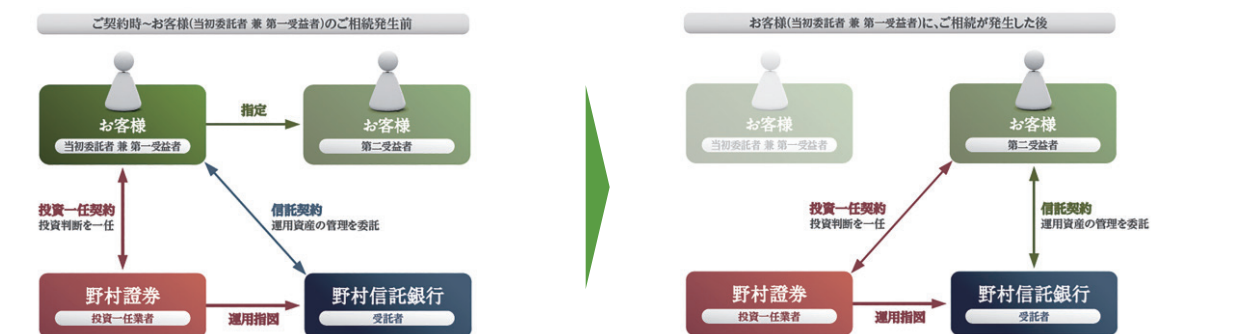 ご契約時~お客様(当初委託者 兼 第一受益者)のご相続発生前
お客様
当初委託者 兼 第一受益者
指定
お客様
第二受益者
投資一任契約
投資判断を一任
信託契約
運用資産の管理を委託
野村證券
投資一任業者
運用指図
野村信託銀行
受託者
お客様(当初委託者 兼 第一受益者)に、ご相続が発生した後
お客様
当初委託者 兼 第一受益者
お客様
第二受益者
投資一任契約
投資判断を一任
信託契約
運用資産の管理を委託
野村證券
投資一任業者
運用指図
野村信託銀行
受託者